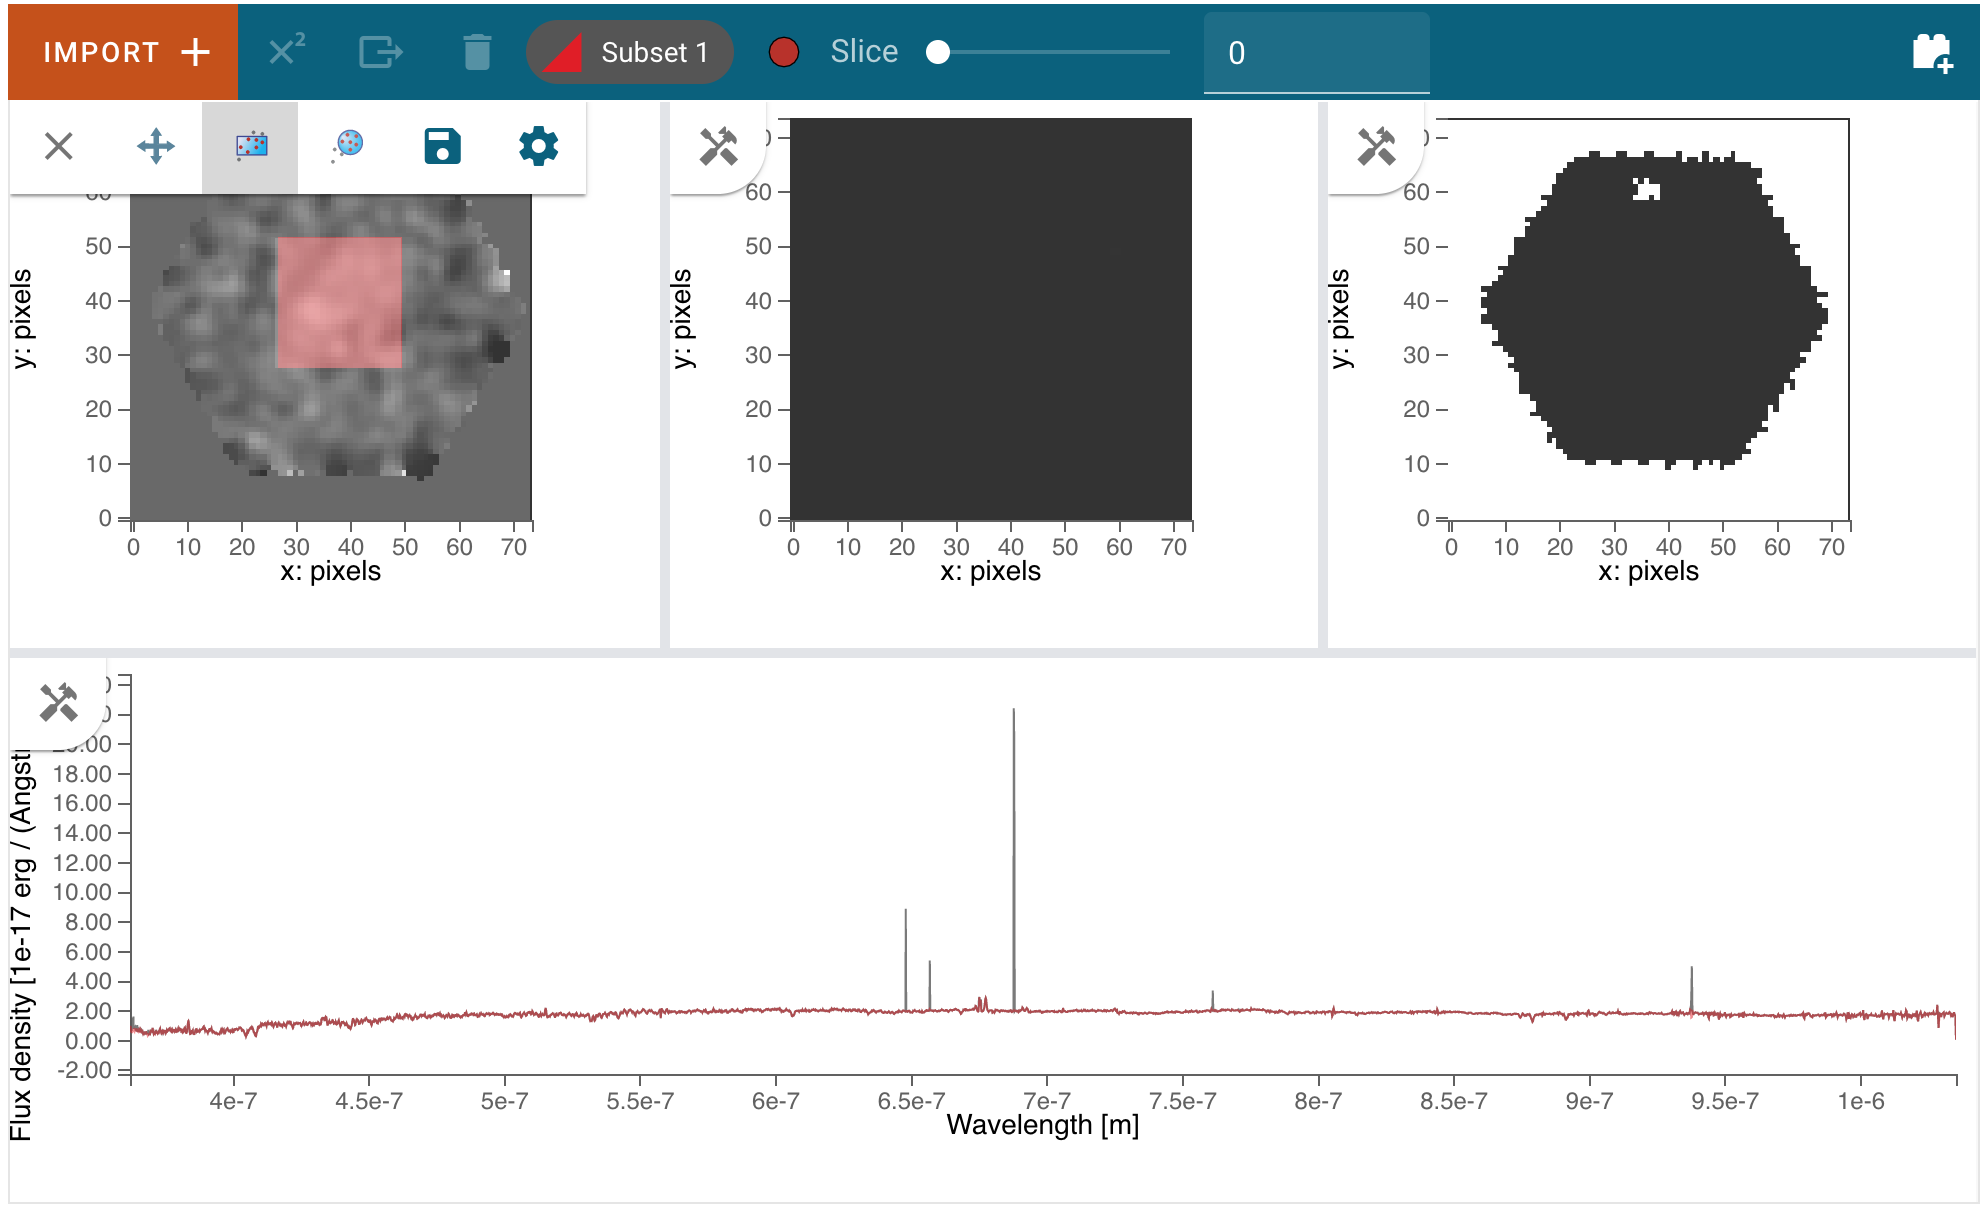 IMPORT + X² Subset 1 Slice 0
60
50
40
30
20
10
0
0 10 20 30 40 50 60 70
x: pixels
y: pixels
60
50
40
30
20
10
0
0 10 20 30 40 50 60 70
x: pixels
y: pixels
60
50
40
30
20
10
0
0 10 20 30 40 50 60 70
x: pixels
y: pixels
18.00
16.00
14.00
12.00
10.00
8.00
6.00
4.00
2.00
0.00
-2.00
4e-7 4.5e-7 5e-7 5.5e-7 6e-7 6.5e-7 7e-7 7.5e-7 8e-7 8.5e-7 9e-7 9.5e-7 1e-6
Wavelength [m]
Flux density [1e-17 erg / (Angst